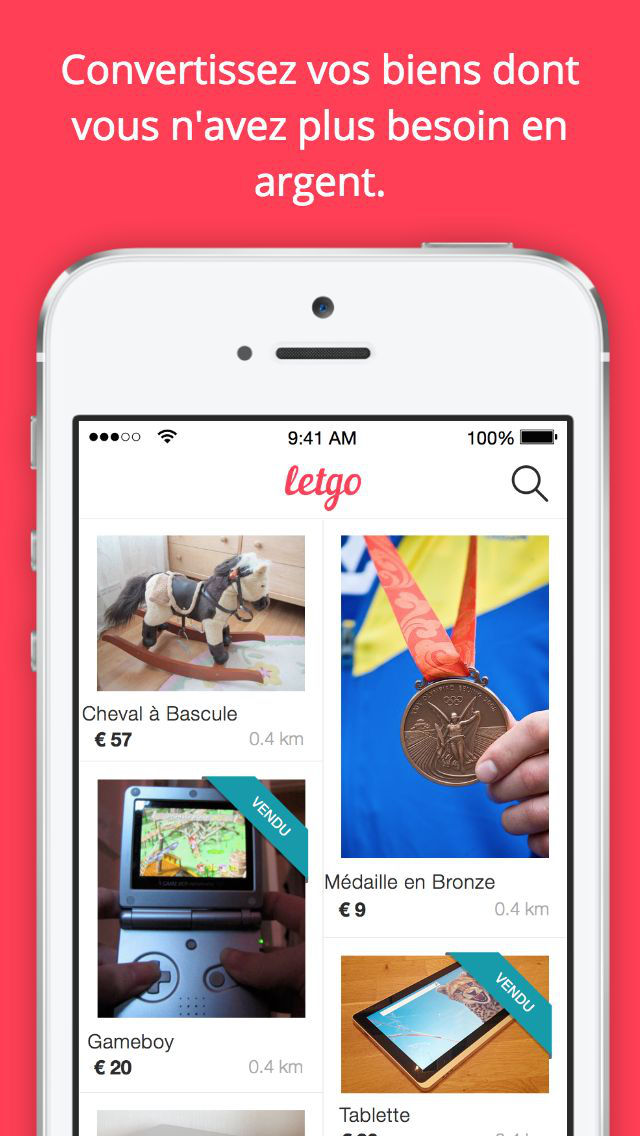 Convertissez vos biens dont
vous n'avez plus besoin en
argent.
9:41 AM
100%
letgo
Cheval à Bascule
€ 57
0.4 km
Médaille en Bronze
€ 9
0.4 km
VENDU
Gameboy
€ 20
0.4 km
VENDU
Tablette